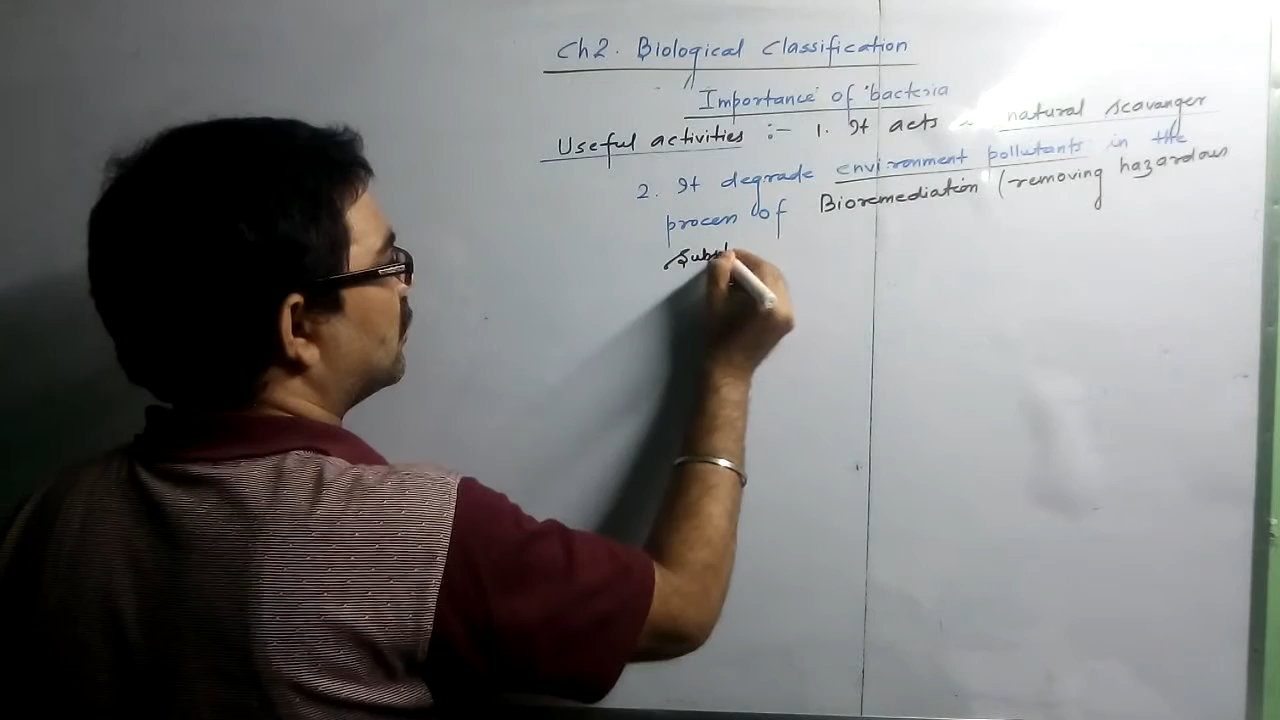 Ch2. Biological Classification
Importance of bacteria
Useful activities :- 1. It acts ~ natural scavanger
2. It degrade environment pollutants in the
process of Bioremediation (removing hazardous
Subst